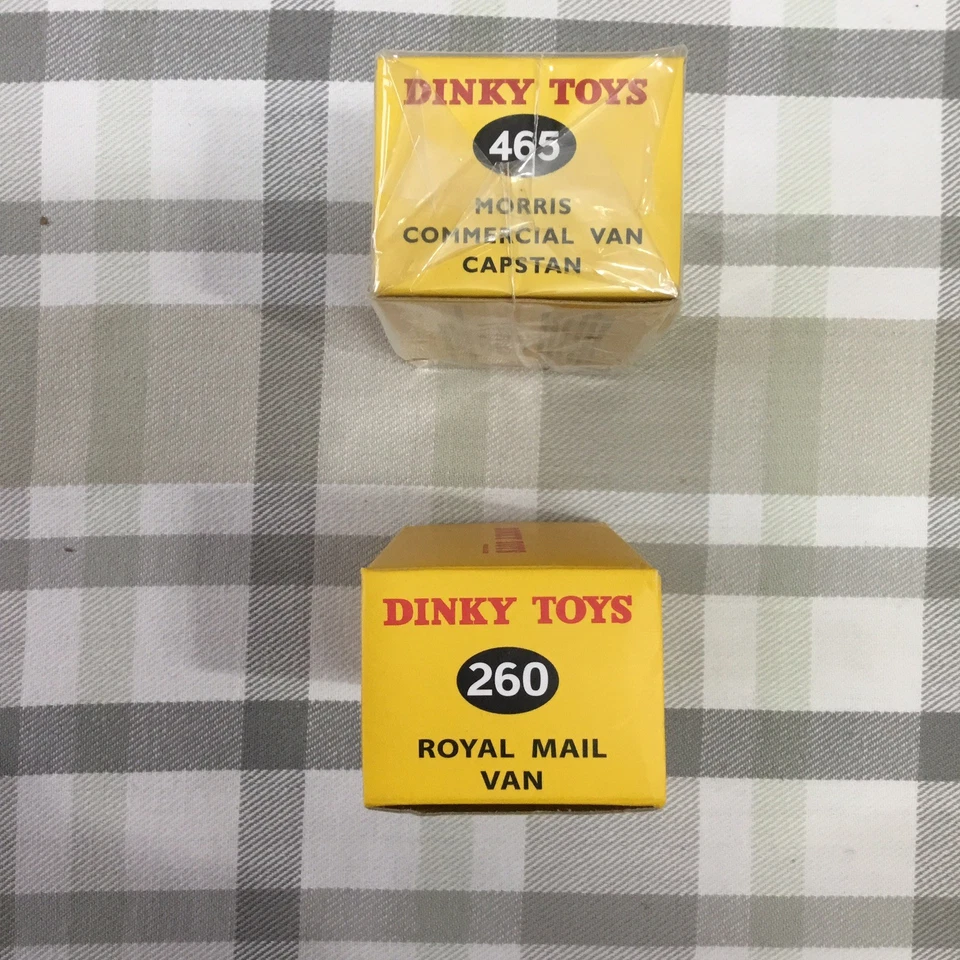 DINKY TOYS
465
MORRIS
COMMERCIAL VAN
CAPSTAN
DINKY TOYS
260
ROYAL MAIL
VAN